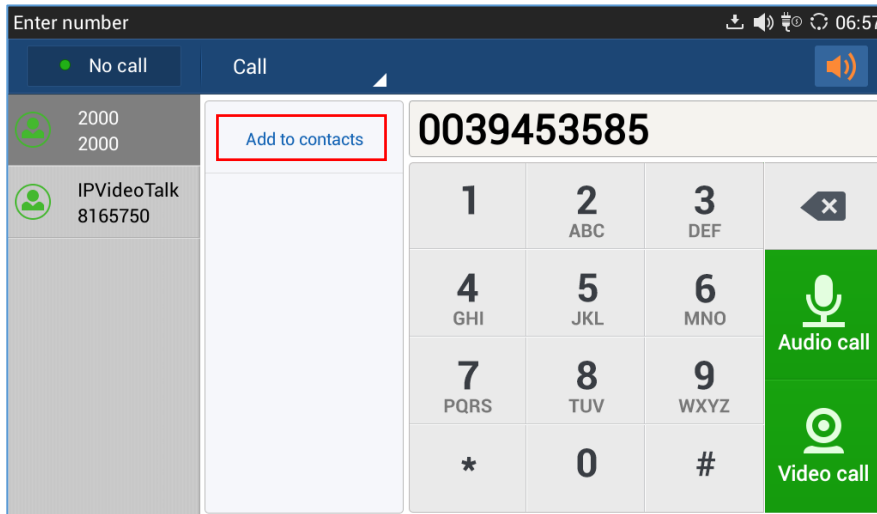 Enter number
06:57
No call
Call
2000
2000
IPVideoTalk
8165750
Add to contacts
0039453585
1
2
ABC
3
DEF
4
GHI
5
JKL
6
MNO
7
PQRS
8
TUV
9
WXYZ
*
0
#
Audio call
Video call